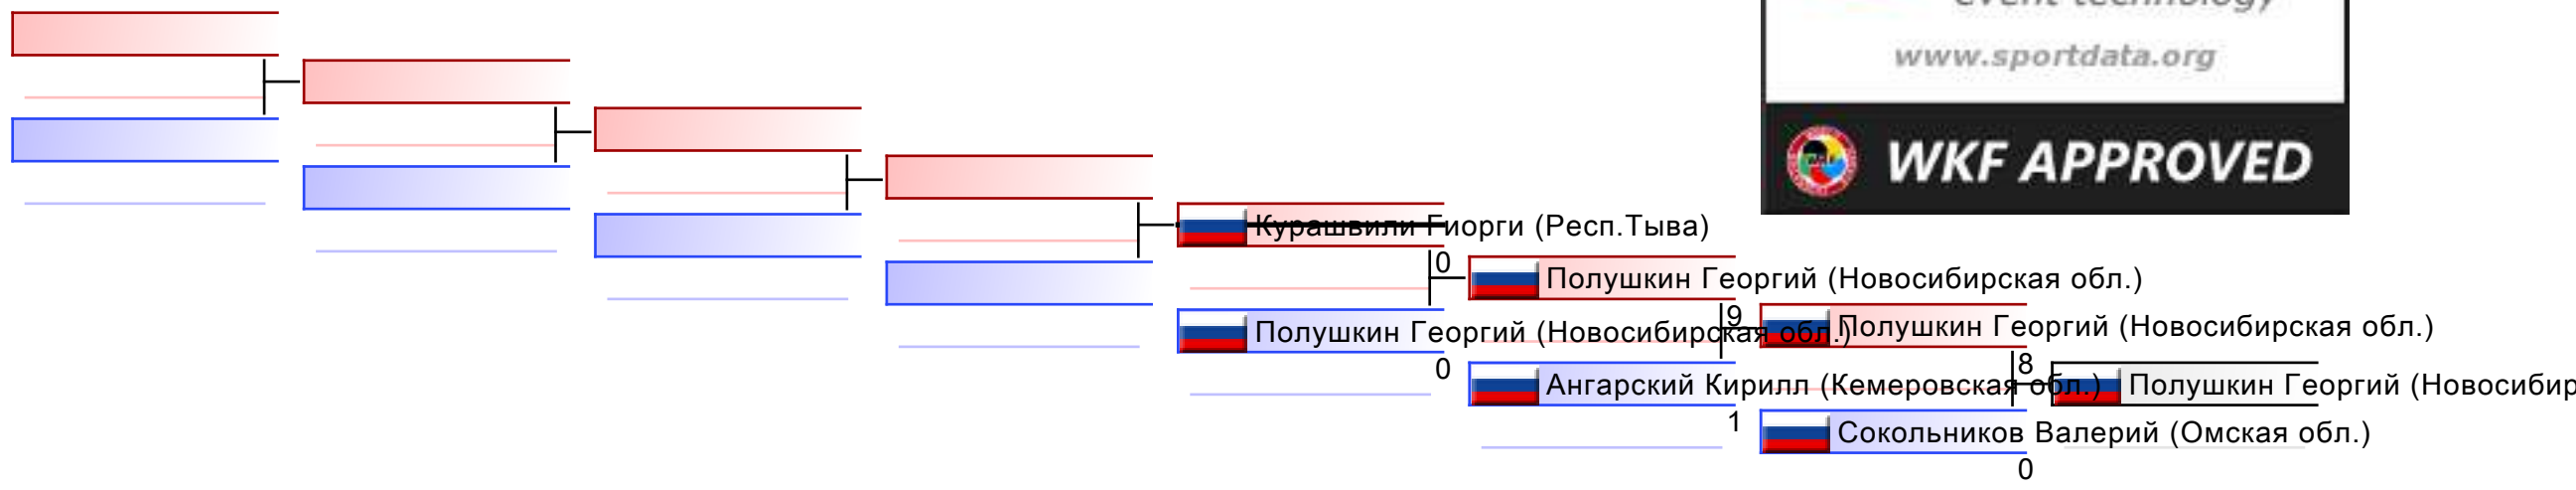 event technology
www.sportdata.org
WKF APPROVED
Курашвили Гиорги (Респ.Тыва)
0
Полушкин Георгий (Новосибирская обл.)
9
Полушкин Георгий (Новосибирская обл.)
Полушкин Георгий (Новосибирская обл.)
0
8
Ангарский Кирилл (Кемеровская обл.)
Полушкин Георгий (Новосибир
1
Сокольников Валерий (Омская обл.)
0